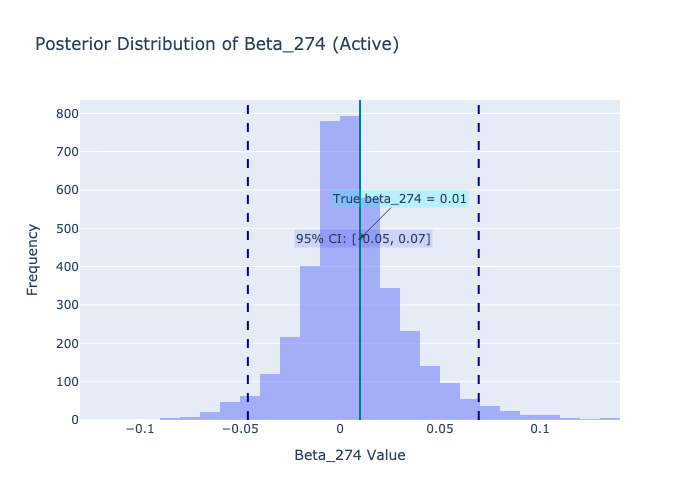 Posterior Distribution of Beta_274 (Active)
800
700
600
500
400
300
200
100
0
Frequency
True beta_274 = 0.01
95% CI: [-0.05, 0.07]
−0.1
−0.05
0
0.05
0.1
Beta_274 Value